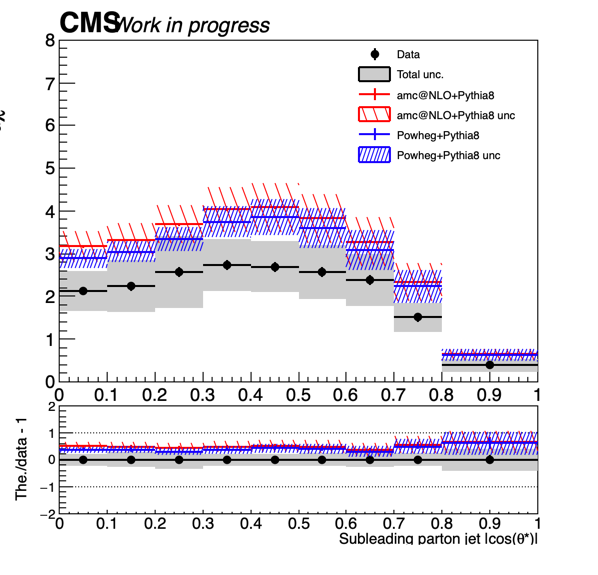 CMS Work in progress
8
7
6
5
4
3
2
1
0
Data
Total unc.
amc@NLO+Pythia8
amc@NLO+Pythia8 unc
Powheg+Pythia8
Powheg+Pythia8 unc
0 0.1 0.2 0.3 0.4 0.5 0.6 0.7 0.8 0.9 1
The./data - 1
2
1
0
−1
−2
0 0.1 0.2 0.3 0.4 0.5 0.6 0.7 0.8 0.9 1
Subleading parton jet |cos(θ*)|